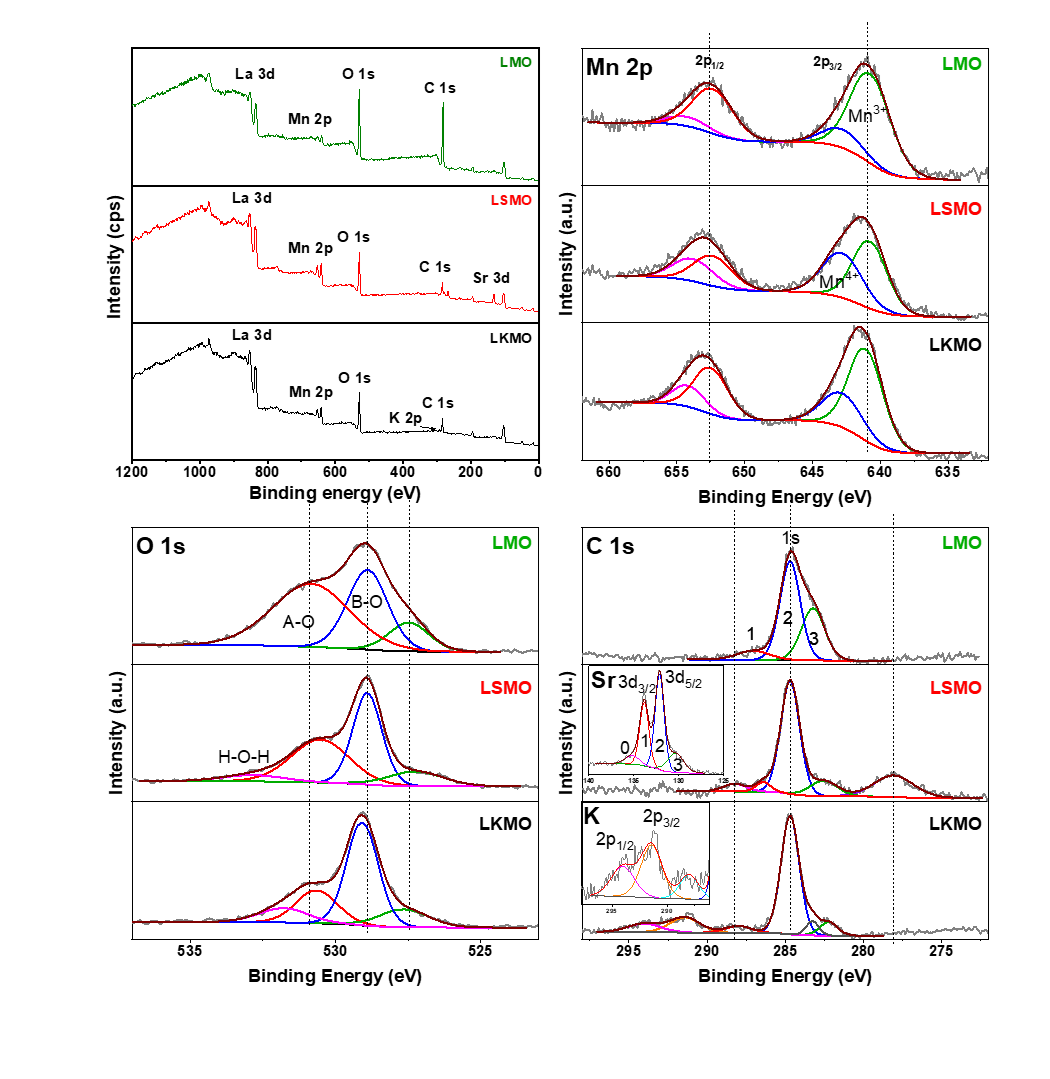 LMO
La 3d
Mn 2p
O 1s
C 1s
LSMO
La 3d
Mn 2p
O 1s
C 1s
Sr 3d
LKMO
La 3d
Mn 2p
O 1s
K 2p
C 1s
1200 1000 800 600 400 200 0
Binding energy (eV)
Intensity (cps)
Mn 2p
2p1/2
2p3/2
LMO
Mn3+
LSMO
Mn4+
LKMO
660 655 650 645 640 635
Binding Energy (eV)
Intensity (a.u.)
O 1s
LMO
A-O
B-O
LSMO
H-O-H
LKMO
535 530 525
Binding Energy (eV)
Intensity (a.u.)
C 1s
1s
LMO
1
2
3
LSMO
Sr
3d3/2
3d5/2
0
1
2
3
140 135 130 125
LKMO
K
2p1/2
2p3/2
295 290
295 290 285 280 275
Binding Energy (eV)
Intensity (a.u.)